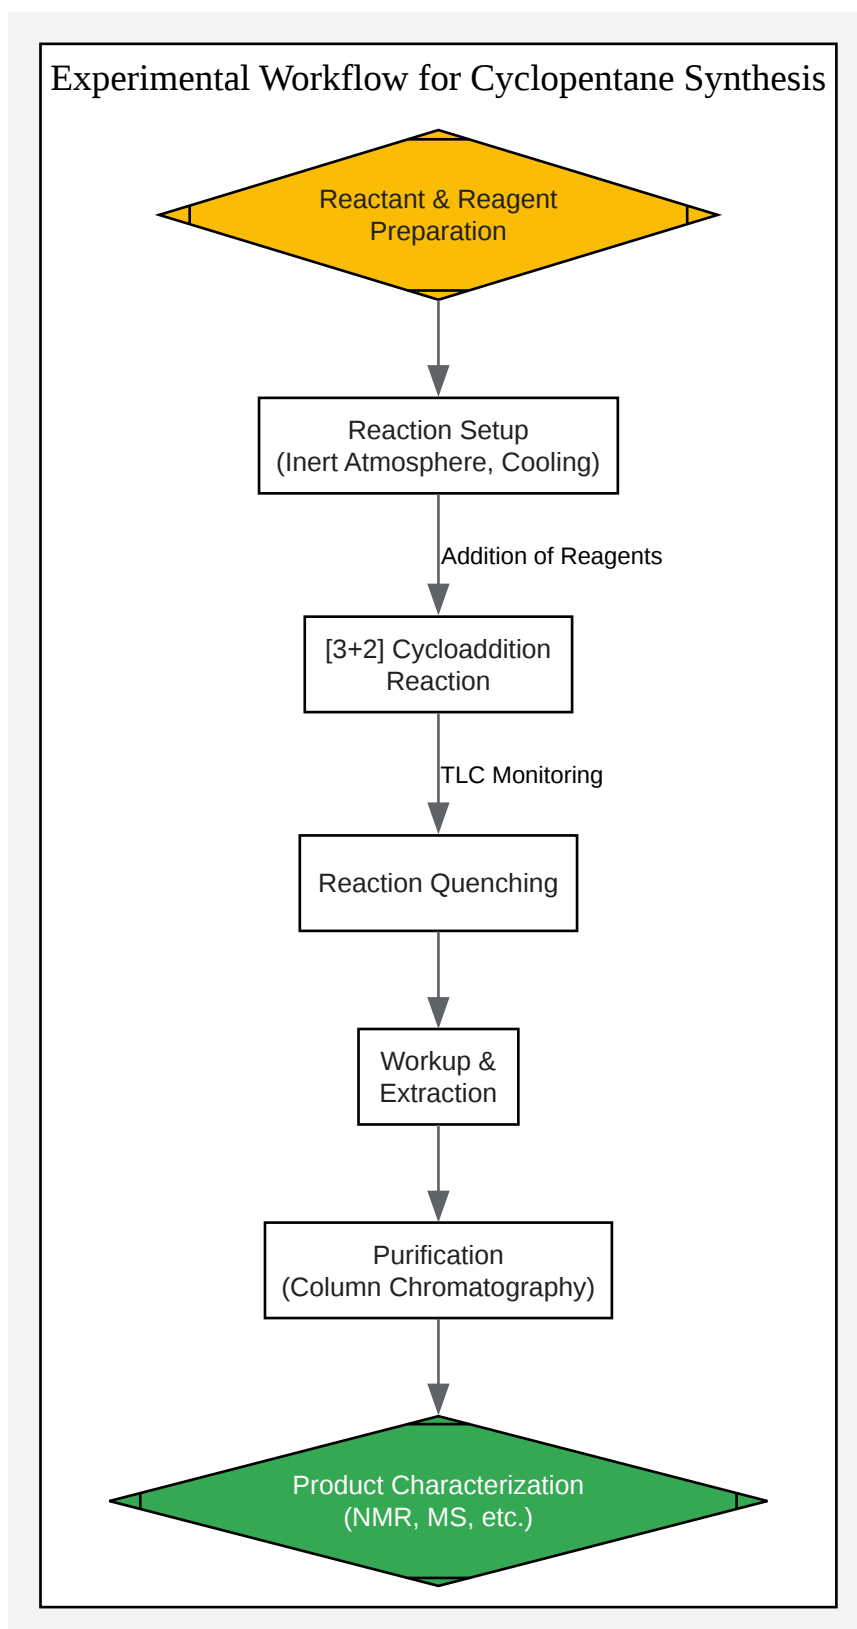 Experimental Workflow for Cyclopentane Synthesis
Reactant & Reagent
Preparation
Reaction Setup
(Inert Atmosphere, Cooling)
Addition of Reagents
[3+2] Cycloaddition
Reaction
TLC Monitoring
Reaction Quenching
Workup &
Extraction
Purification
(Column Chromatography)
Product Characterization
(NMR, MS, etc.)